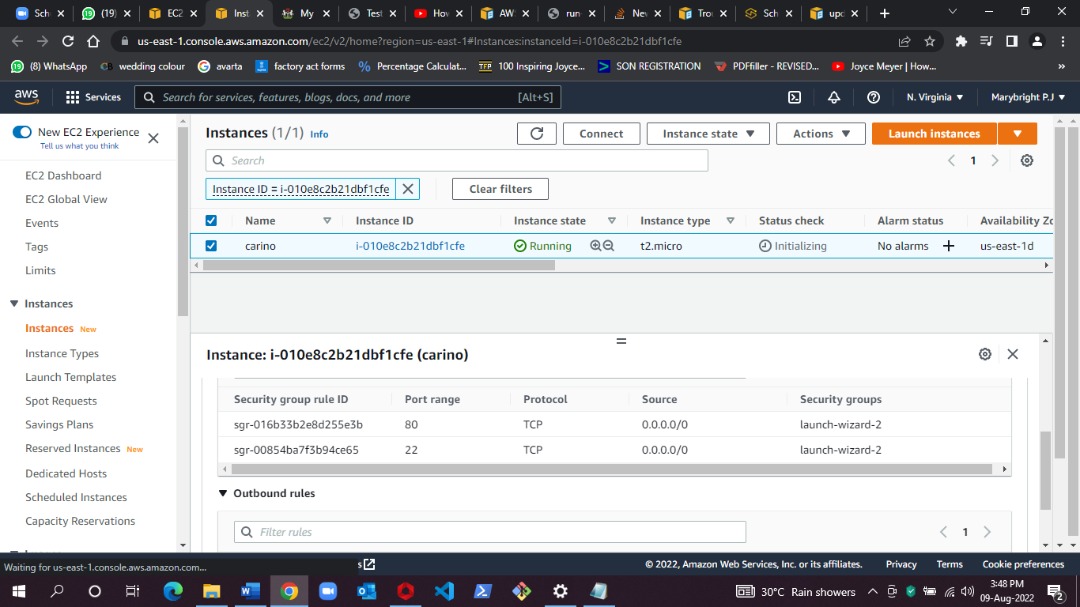 Sch
(19)
EC2
Inst
My
Test
How
AWS
run
New
Trou
Sch
upd
us-east-1.console.aws.amazon.com/ec2/v2/home?region=us-east-1#Instances:instanceId=i-010e8c2b21dbf1cfe
(8) WhatsApp
wedding colour
avarta
factory act forms
Percentage Calculat...
100 Inspiring Joyce...
SON REGISTRATION
PDFfiller - REVISED...
Joyce Meyer | How...
»
aws
Services
Search for services, features, blogs, docs, and more
[Alt+S]
N. Virginia
Marybright P.J
New EC2 Experience
Tell us what you think
EC2 Dashboard
EC2 Global View
Events
Tags
Limits
Instances
Instances New
Instance Types
Launch Templates
Spot Requests
Savings Plans
Reserved Instances New
Dedicated Hosts
Scheduled Instances
Capacity Reservations
Instances (1/1) Info
Connect
Instance state
Actions
Launch instances
Search
1
Instance ID = i-010e8c2b21dbf1cfe
Clear filters
Name Instance ID Instance state Instance type Status check Alarm status Availability Zo
carino i-010e8c2b21dbf1cfe Running t2.micro Initializing No alarms + us-east-1d
Instance: i-010e8c2b21dbf1cfe (carino)
Security group rule ID Port range Protocol Source Security groups
sgr-016b33b2e8d255e3b 80 TCP 0.0.0.0/0 launch-wizard-2
sgr-00854ba7f3b94ce65 22 TCP 0.0.0.0/0 launch-wizard-2
Outbound rules
Filter rules
1
Waiting for us-east-1.console.aws.amazon.com...
s
© 2022, Amazon Web Services, Inc. or its affiliates.
Privacy
Terms
Cookie preferences
30°C Rain showers
3:48 PM
09-Aug-2022
2